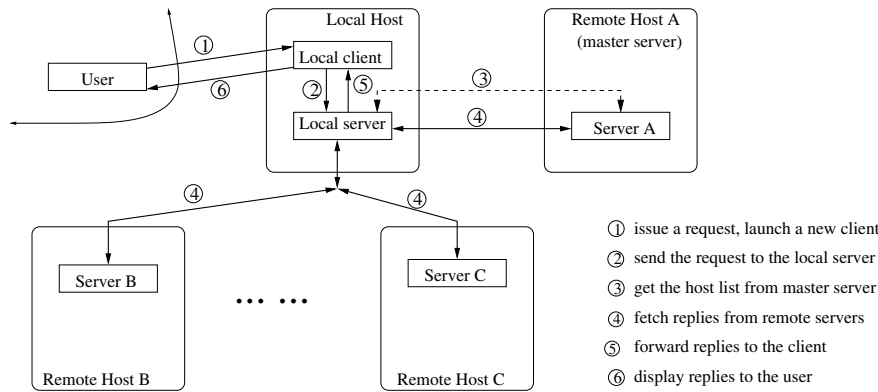 Local Host
Remote Host A
(master server)
①
Local client
User
⑥
②
⑤
③
Local server
④
Server A
④
④
Server B
Server C
... ...
Remote Host B
Remote Host C
① issue a request, launch a new client
② send the request to the local server
③ get the host list from master server
④ fetch replies from remote servers
⑤ forward replies to the client
⑥ display replies to the user